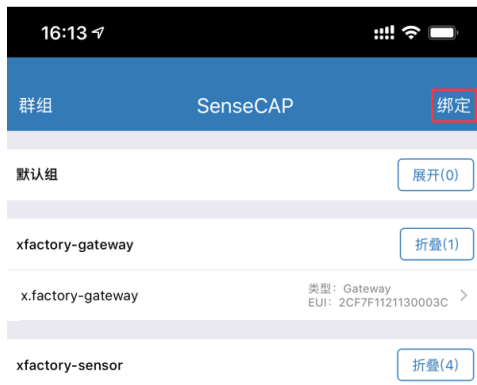 16:13
群组 SenseCAP 绑定
默认组 展开(0)
xfactory-gateway 折叠(1)
x.factory-gateway 类型：Gateway
EUI：2CF7F1121130003C
xfactory-sensor 折叠(4)